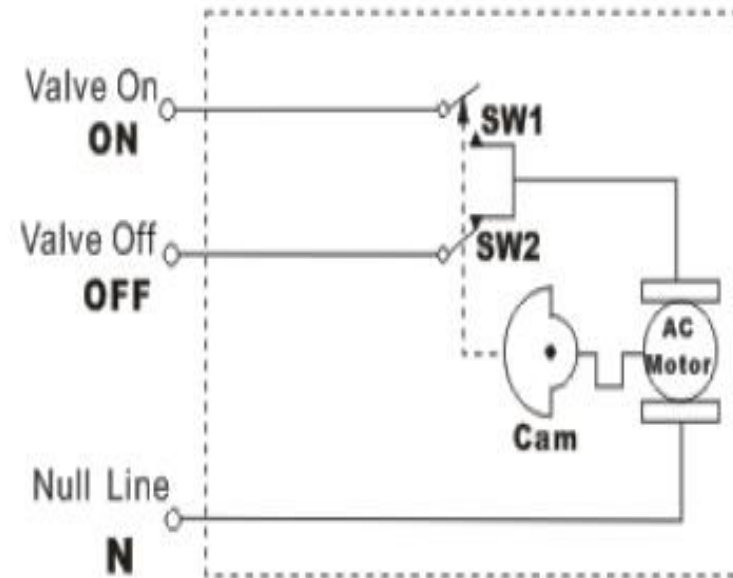 Valve On
ON
SW1
Valve Off
OFF
SW2
AC
Motor
Cam
Null Line
N